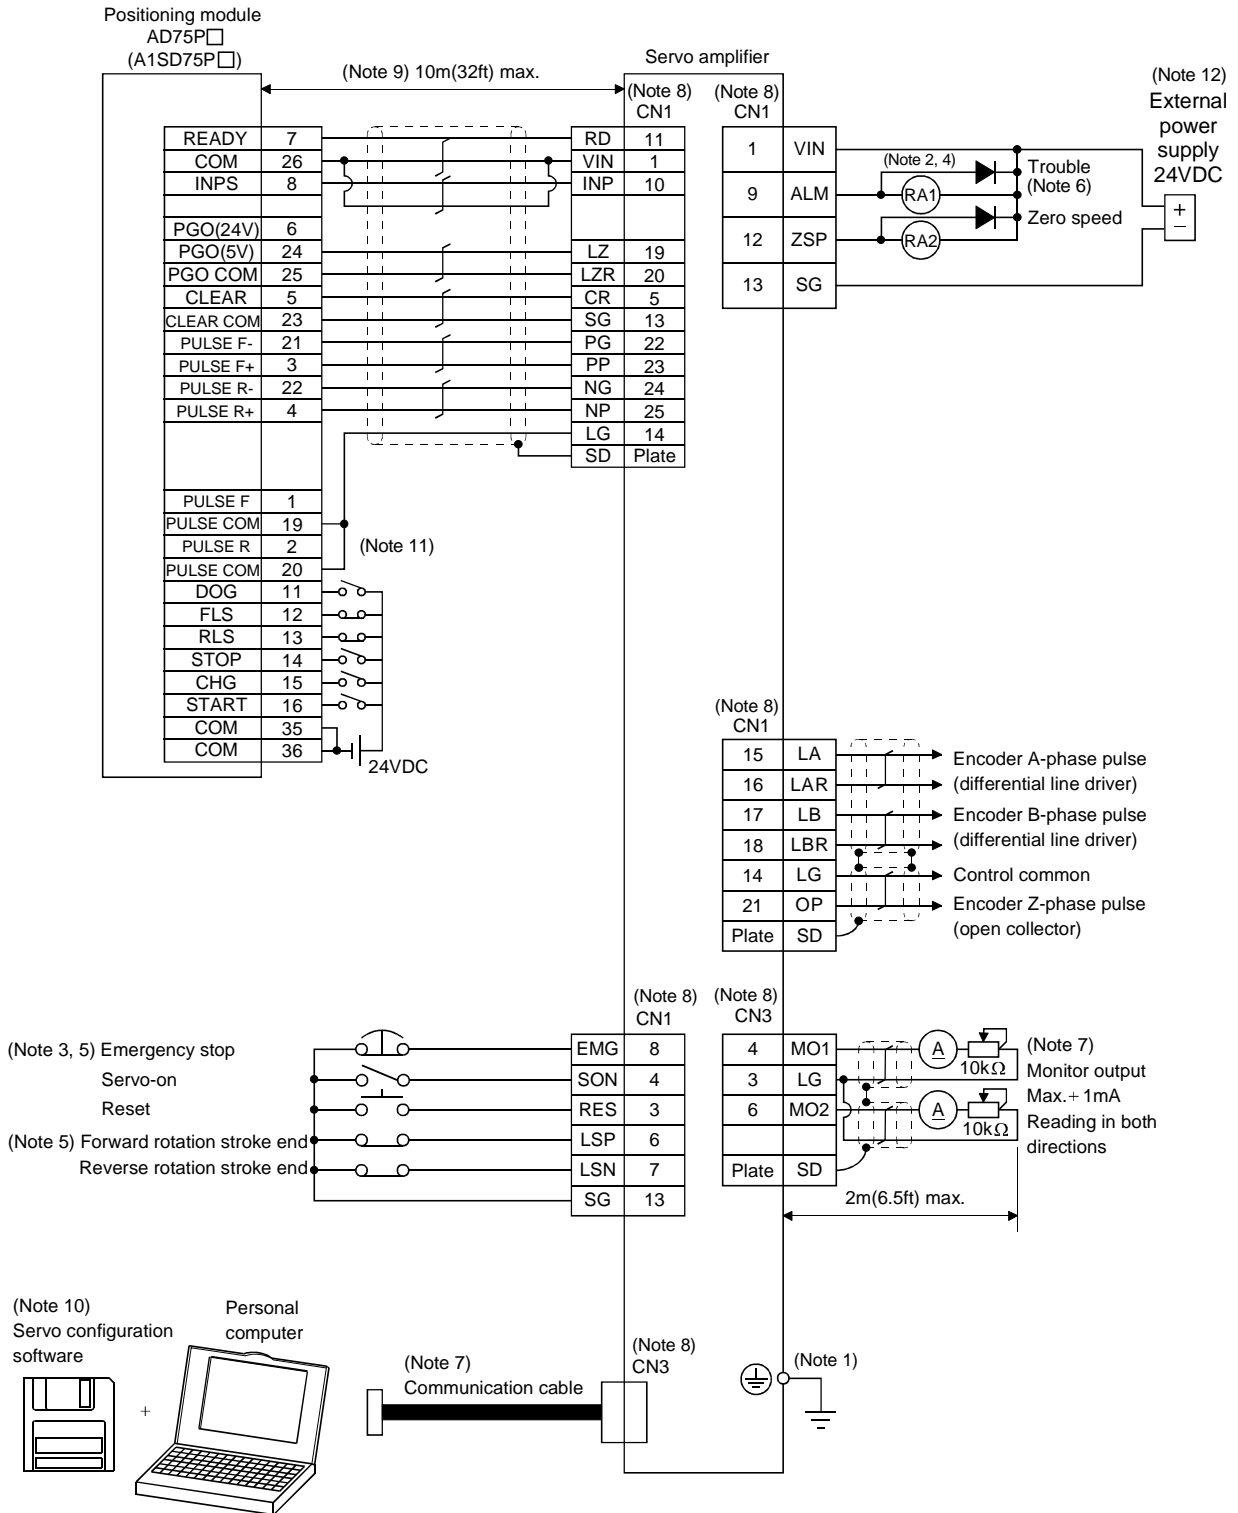 Positioning module
AD75P□
(A1SD75P□)
(Note 9) 10m(32ft) max.
Servo amplifier
(Note 8)
CN1
(Note 8)
CN1
(Note 12)
External
power
supply
24VDC
READY 7
COM 26
INPS 8
PGO(24V) 6
PGO(5V) 24
PGO COM 25
CLEAR 5
CLEAR COM 23
PULSE F- 21
PULSE F+ 3
PULSE R- 22
PULSE R+ 4
PULSE F 1
PULSE COM 19
PULSE R 2
PULSE COM 20
DOG 11
FLS 12
RLS 13
STOP 14
CHG 15
START 16
COM 35
COM 36
24VDC
(Note 11)
RD 11
VIN 1
INP 10
LZ 19
LZR 20
CR 5
SG 13
PG 22
PP 23
NG 24
NP 25
LG 14
SD Plate
1 VIN
9 ALM
12 ZSP
13 SG
(Note 2, 4)
RA1
RA2
Trouble
(Note 6)
Zero speed
+
−
(Note 8)
CN1
15 LA
16 LAR
17 LB
18 LBR
14 LG
21 OP
Plate SD
Encoder A-phase pulse
(differential line driver)
Encoder B-phase pulse
(differential line driver)
Control common
Encoder Z-phase pulse
(open collector)
(Note 8)
CN1
(Note 3, 5) Emergency stop
Servo-on
Reset
(Note 5) Forward rotation stroke end
Reverse rotation stroke end
EMG 8
SON 4
RES 3
LSP 6
LSN 7
SG 13
(Note 8)
CN3
4 MO1
3 LG
6 MO2
Plate SD
A
10kΩ
A
10kΩ
(Note 7)
Monitor output
Max.+1mA
Reading in both
directions
2m(6.5ft) max.
(Note 10)
Servo configuration
software
+
Personal
computer
(Note 7)
Communication cable
(Note 8)
CN3
(Note 1)